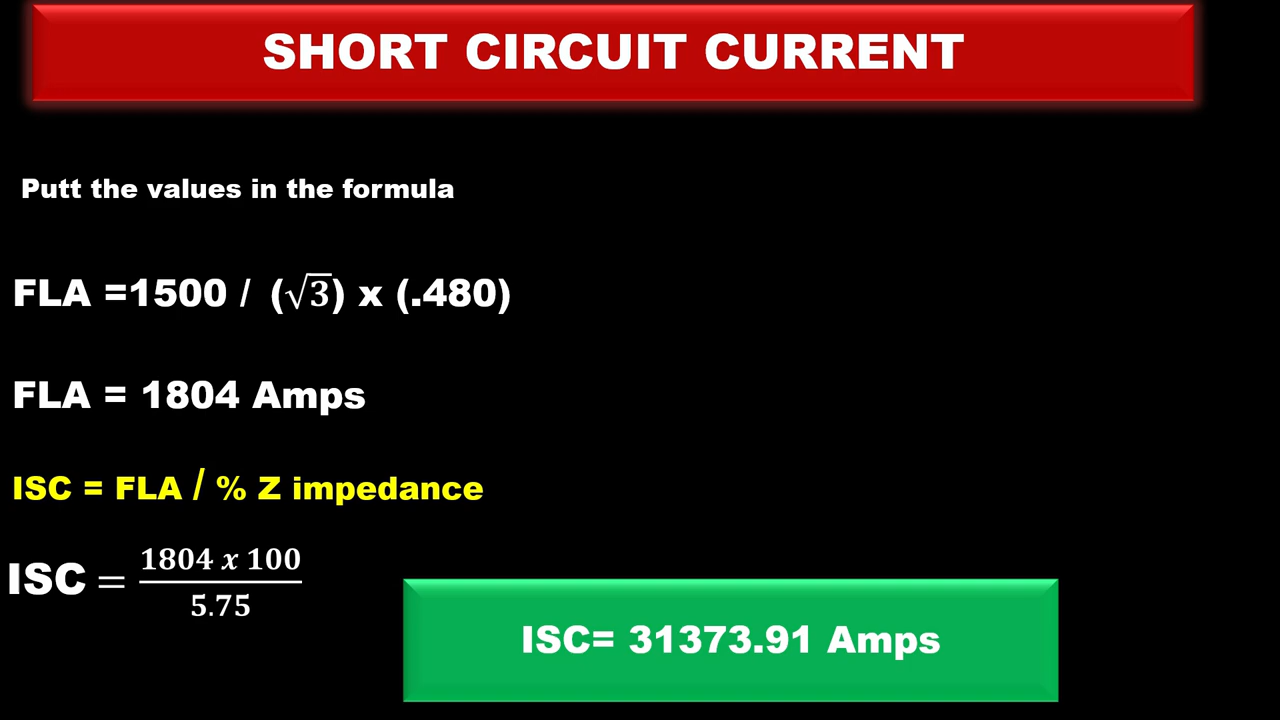 SHORT CIRCUIT CURRENT
Putt the values in the formula
FLA =1500 / (√3) x (.480)
FLA = 1804 Amps
ISC = FLA / % Z impedance
ISC = 1804 x 100
5.75
ISC= 31373.91 Amps